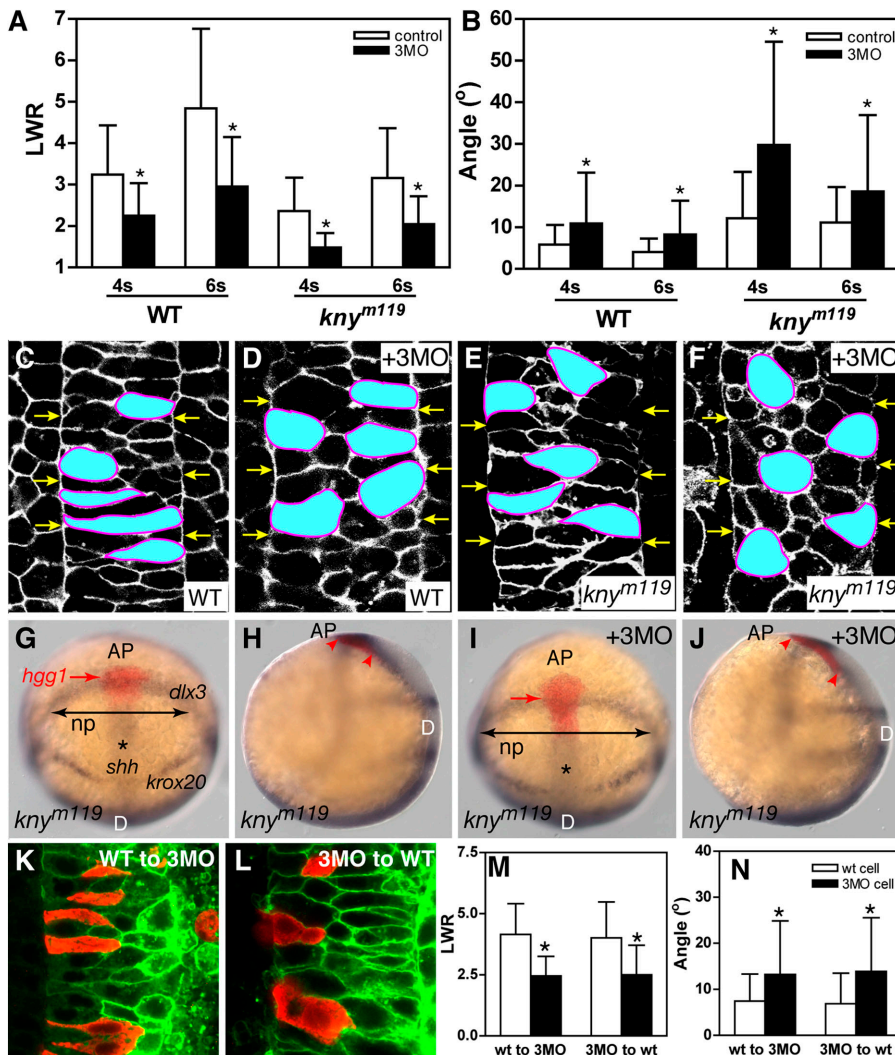 A
LWR
7
6
5
4
3
2
1
control
3MO
4s
6s
4s
6s
WT
kny^m119
B
Angle (°)
60
50
40
30
20
10
0
control
3MO
4s
6s
4s
6s
WT
kny^m119
C
WT
D
+3MO
WT
E
kny^m119
F
+3MO
kny^m119
G
AP
hgg1
dlx3
np
*
shh
krox20
kny^m119
D
H
AP
D
kny^m119
I
+3MO
AP
np
*
kny^m119
D
J
+3MO
AP
D
kny^m119
K
WT to 3MO
L
3MO to WT
M
LWR
7.5
5.0
2.5
0
wt to 3MO
3MO to wt
N
Angle (°)
40
30
20
10
0
wt cell
3MO cell
wt to 3MO
3MO to wt